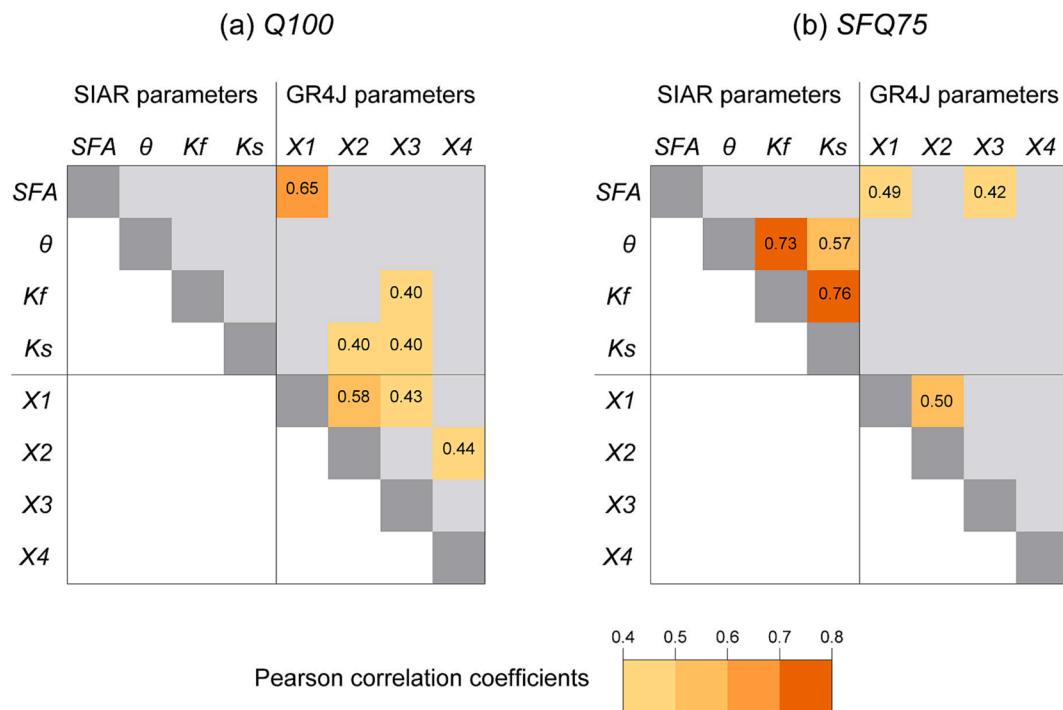 (a) Q100
(b) SFQ75
SIAR parameters GR4J parameters
SIAR parameters GR4J parameters
SFA θ Kf Ks X1 X2 X3 X4
SFA θ Kf Ks X1 X2 X3 X4
SFA 0.65
θ
Kf 0.40
Ks 0.40 0.40
X1 0.58 0.43
X2 0.44
X3
X4
SFA 0.49 0.42
θ 0.73 0.57
Kf 0.76
Ks
X1 0.50
X2
X3
X4
0.4 0.5 0.6 0.7 0.8
Pearson correlation coefficients